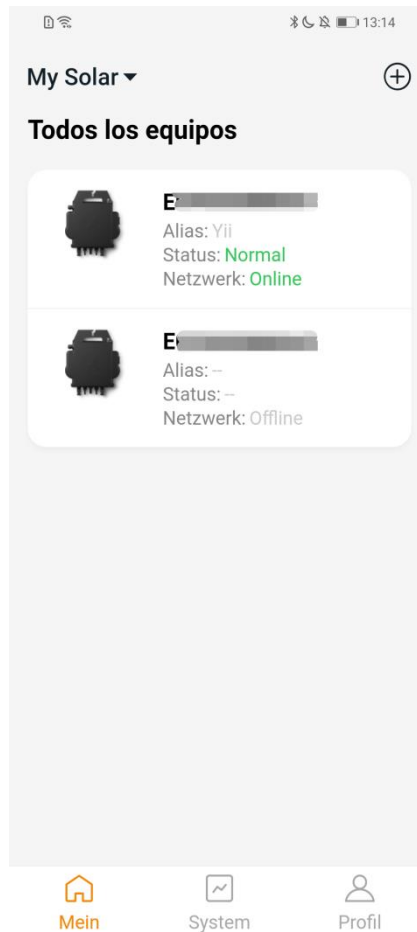 13:14
My Solar
Todos los equipos
Alias: Yii
Status: Normal
Netzwerk: Online
Alias: --
Status: --
Netzwerk: Offline
Mein System Profil